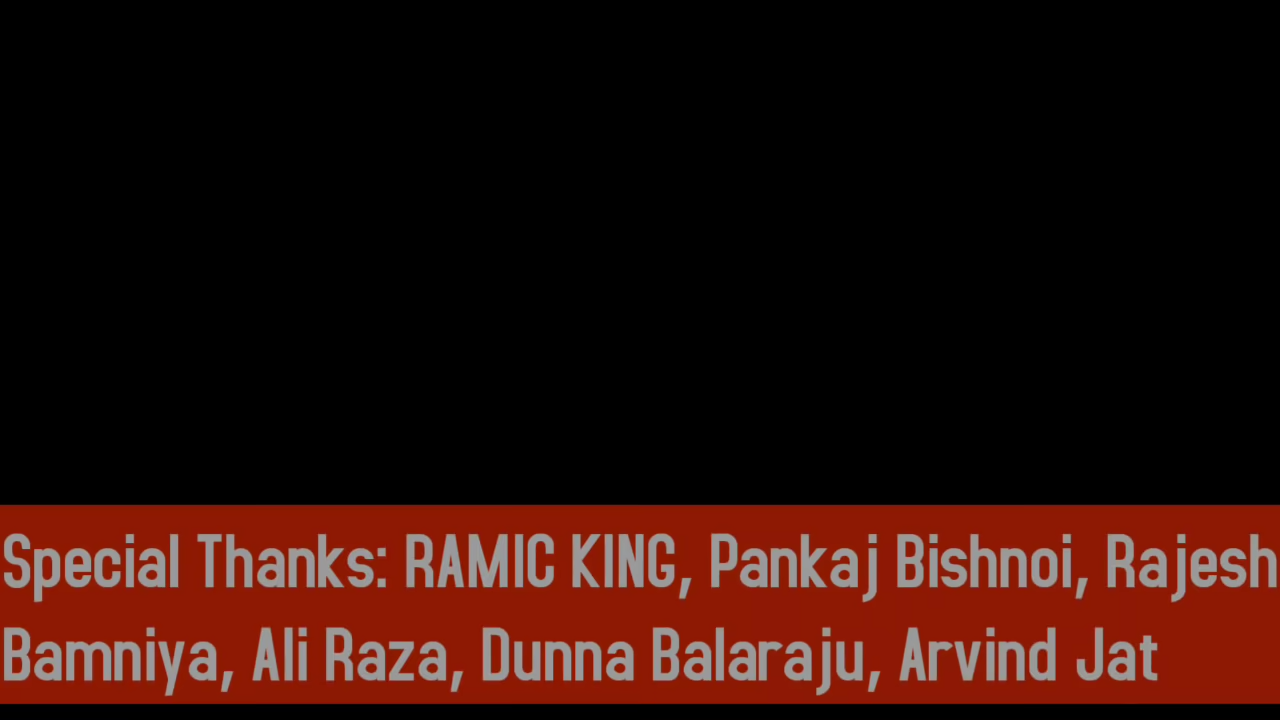 Special Thanks: RAMIC KING, Pankaj Bishnoi, Rajesh
Bamniya, Ali Raza, Dunna Balaraju, Arvind Jat